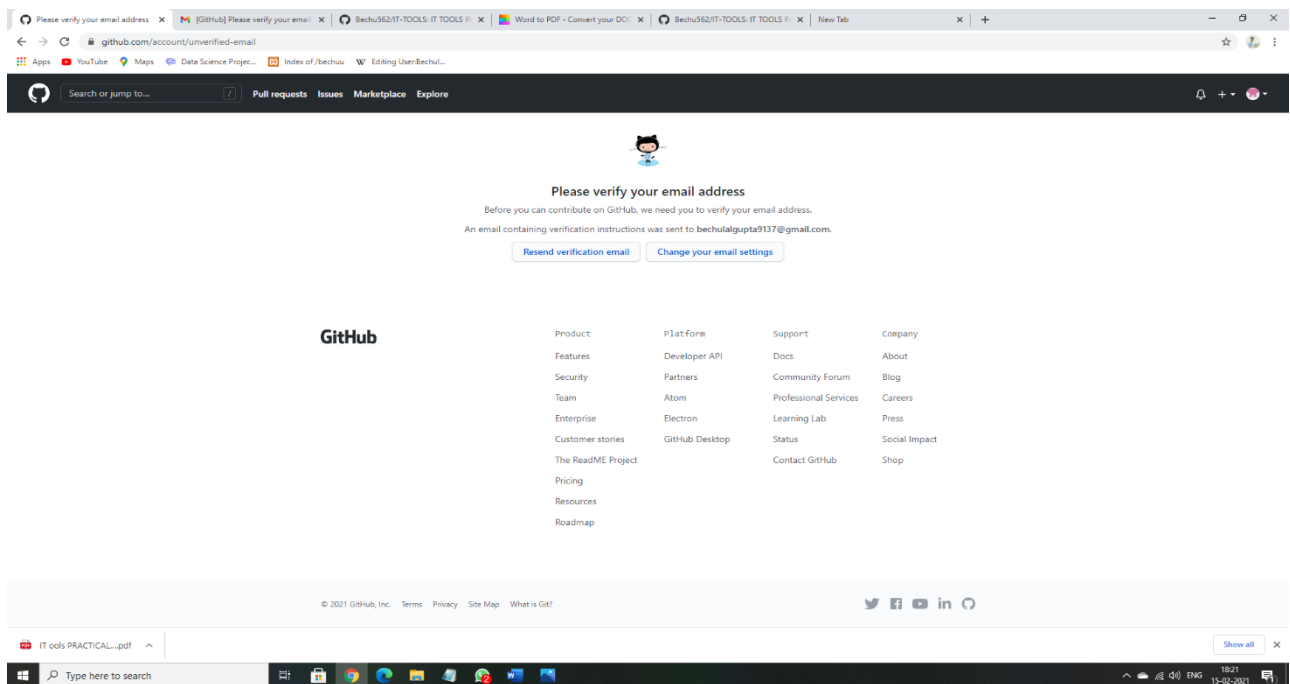 Please verify your email address
[GitHub] Please verify your emai
Bechu562/IT-TOOLS: IT TOOLS P
Word to PDF - Convert your DOC
Bechu562/IT-TOOLS: IT TOOLS P
New Tab
github.com/account/unverified-email
Apps YouTube Maps Data Science Projec... Index of /bechuu Editing User:Bechul...
Search or jump to... / Pull requests Issues Marketplace Explore
Please verify your email address
Before you can contribute on GitHub, we need you to verify your email address.
An email containing verification instructions was sent to bechulalgupta9137@gmail.com.
Resend verification email Change your email settings
GitHub
Product Platform Support Company
Features Developer API Docs About
Security Partners Community Forum Blog
Team Atom Professional Services Careers
Enterprise Electron Learning Lab Press
Customer stories GitHub Desktop Status Social Impact
The ReadME Project Contact GitHub Shop
Pricing
Resources
Roadmap
© 2021 GitHub, Inc. Terms Privacy Site Map What is Git?
IT ools PRACTICAL....pdf Show all
Type here to search ENG 18:21
15-02-2021